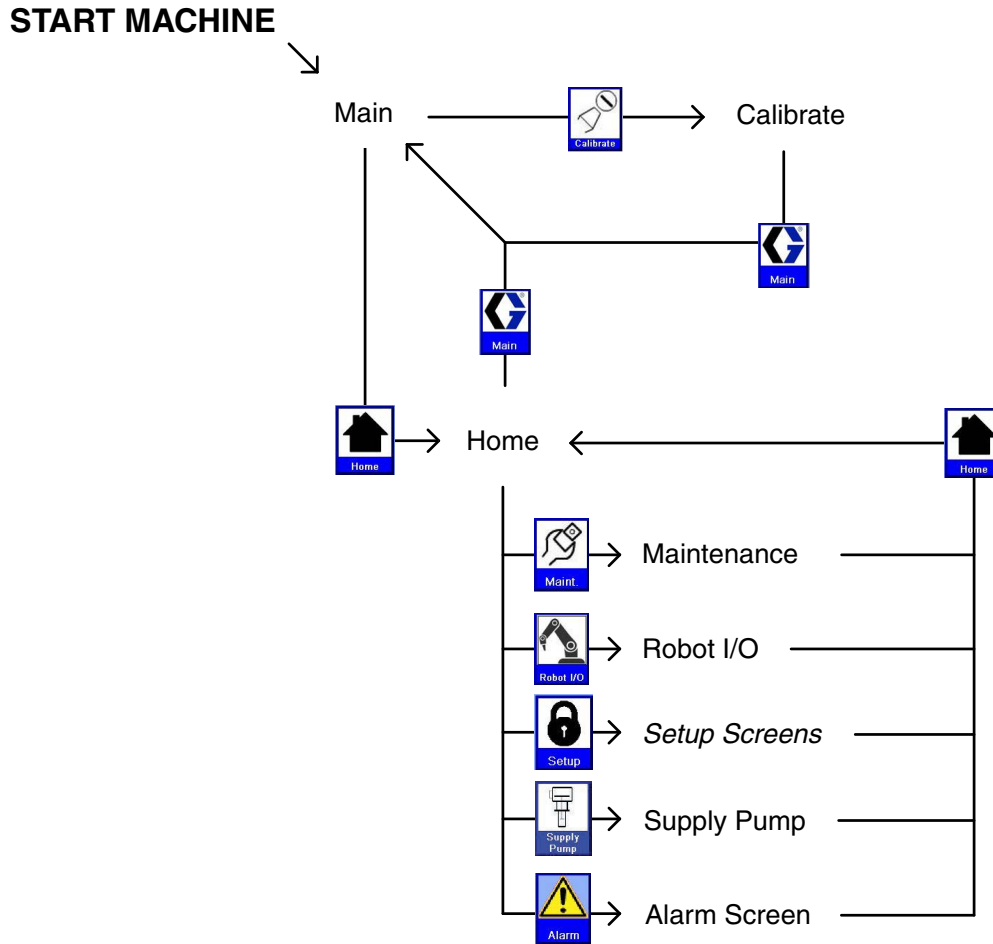 START MACHINE
Main
Calibrate
Calibrate
Main
Main
Home
Home
Home
Maint.
Maintenance
Robot I/O
Robot I/O
Setup
Setup Screens
Supply
Pump
Supply Pump
Alarm
Alarm Screen